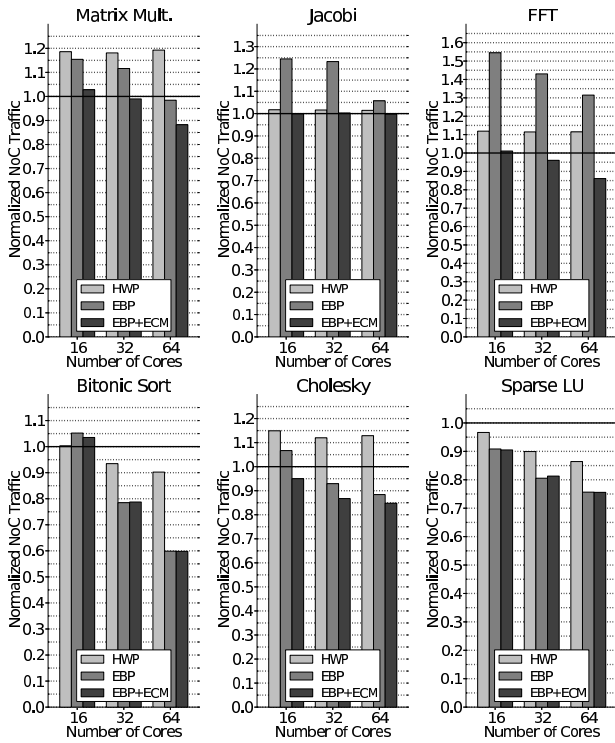 Matrix Mult.
Normalized NoC Traffic
1.2
1.1
1.0
0.9
0.8
0.7
0.6
0.5
0.4
0.3
0.2
0.1
0.0
HWP
EBP
EBP+ECM
16 32 64
Number of Cores
Jacobi
Normalized NoC Traffic
1.3
1.2
1.1
1.0
0.9
0.8
0.7
0.6
0.5
0.4
0.3
0.2
0.1
0.0
HWP
EBP
EBP+ECM
16 32 64
Number of Cores
FFT
Normalized NoC Traffic
1.6
1.5
1.4
1.3
1.2
1.1
1.0
0.9
0.8
0.7
0.6
0.5
0.4
0.3
0.2
0.1
0.0
HWP
EBP
EBP+ECM
16 32 64
Number of Cores
Bitonic Sort
Normalized NoC Traffic
1.1
1.0
0.9
0.8
0.7
0.6
0.5
0.4
0.3
0.2
0.1
0.0
HWP
EBP
EBP+ECM
16 32 64
Number of Cores
Cholesky
Normalized NoC Traffic
1.2
1.1
1.0
0.9
0.8
0.7
0.6
0.5
0.4
0.3
0.2
0.1
0.0
HWP
EBP
EBP+ECM
16 32 64
Number of Cores
Sparse LU
Normalized NoC Traffic
1.0
0.9
0.8
0.7
0.6
0.5
0.4
0.3
0.2
0.1
0.0
HWP
EBP
EBP+ECM
16 32 64
Number of Cores